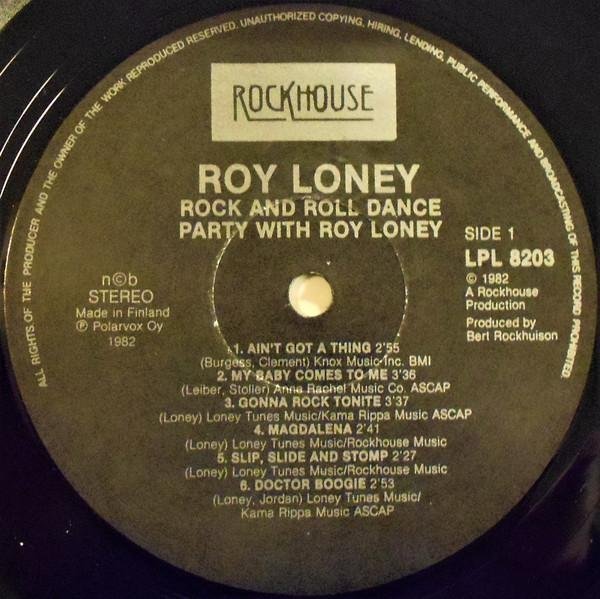 ALL RIGHTS OF THE PRODUCER AND THE OWNER OF THE WORK REPRODUCED RESERVED. UNAUTHORIZED COPYING, HIRING, LENDING, PUBLIC PERFORMANCE AND BROADCASTING OF THIS RECORD PROHIBITED.
ROCKHOUSE
ROY LONEY
ROCK AND ROLL DANCE
PARTY WITH ROY LONEY
SIDE 1
LPL 8203
© 1982
A Rockhouse
Production
Produced by
Bert Rockhuison
n©b
STEREO
Made in Finland
℗ Polarvox Oy
1982
1. AIN'T GOT A THING 2'55
(Burgess, Clement) Knox Music Inc. BMI
2. MY BABY COMES TO ME 3'36
(Leiber, Stoller) Anna Rachel Music Co. ASCAP
3. GONNA ROCK TONITE 3'37
(Loney) Loney Tunes Music/Kama Rippa Music ASCAP
4. MAGDALENA 2'41
(Loney) Loney Tunes Music/Rockhouse Music
5. SLIP, SLIDE AND STOMP 2'27
(Loney) Loney Tunes Music/Rockhouse Music
6. DOCTOR BOOGIE 2'53
(Loney, Jordan) Loney Tunes Music/
Kama Rippa Music ASCAP